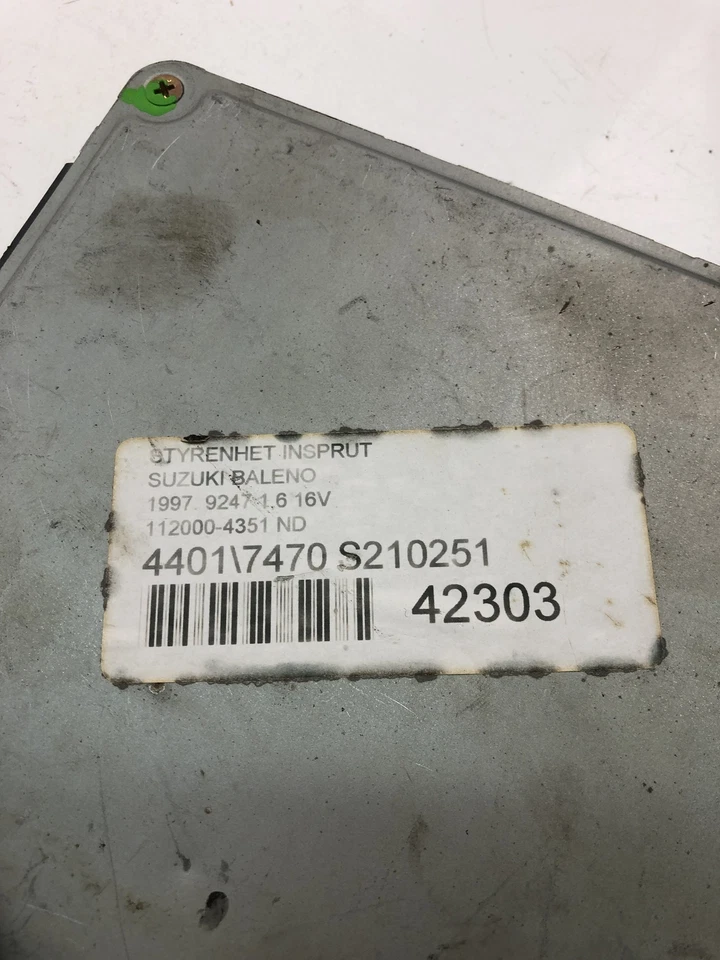 STYRENHET INSPRUT
SUZUKI BALENO
1997 9247 1.6 16V
112000-4351 ND
4401\7470 S210251
42303